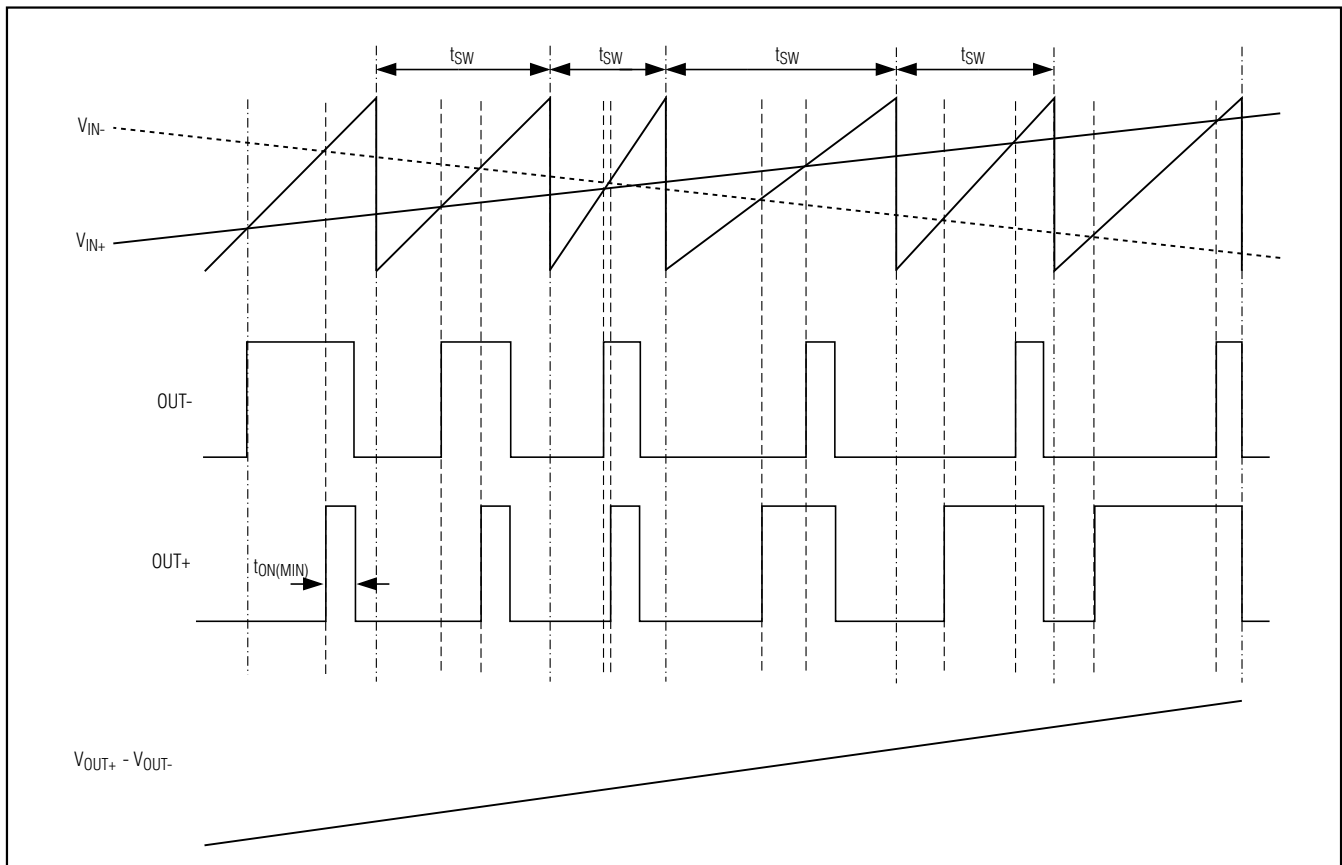 tSW tSW tSW tSW
VIN-
VIN+
OUT-
OUT+
tON(MIN)
VOUT+ - VOUT-